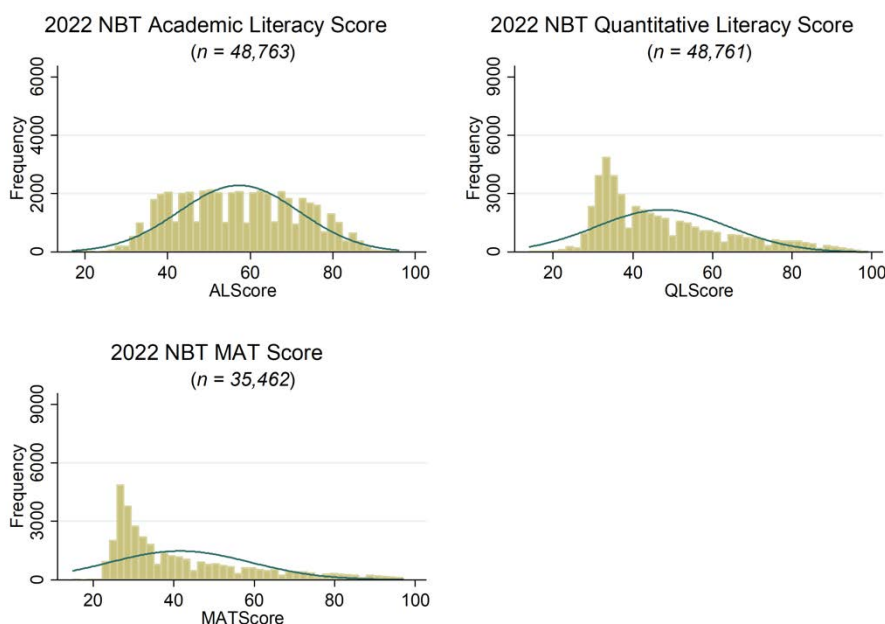 2022 NBT Academic Literacy Score
(n = 48,763)
Frequency
0 2000 4000 6000
20 40 60 80 100
ALScore
2022 NBT Quantitative Literacy Score
(n = 48,761)
Frequency
0 3000 6000 9000
20 40 60 80 100
QLScore
2022 NBT MAT Score
(n = 35,462)
Frequency
0 3000 6000 9000
20 40 60 80 100
MATScore